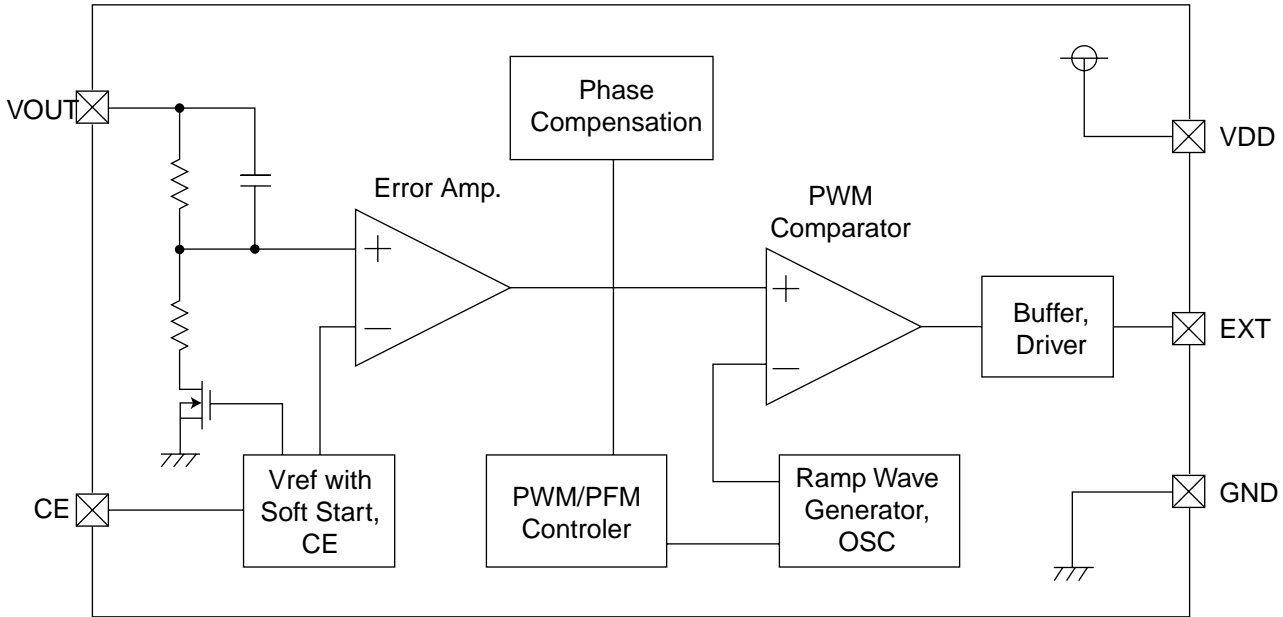 Phase
Compensation
VOUT
VDD
Error Amp.
PWM
Comparator
+
+
−
−
Buffer,
Driver
EXT
Vref with
Soft Start,
CE
PWM/PFM
Controler
Ramp Wave
Generator,
OSC
CE
GND